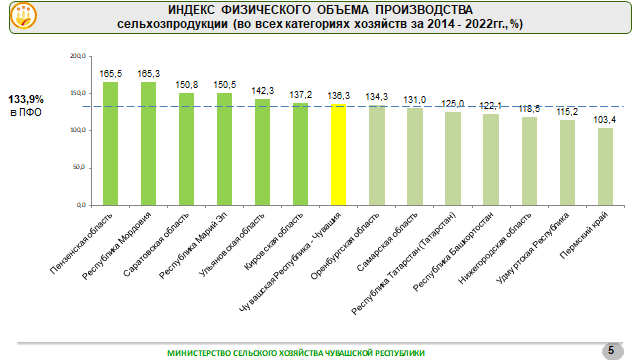 ИНДЕКС ФИЗИЧЕСКОГО ОБЪЕМА ПРОИЗВОДСТВА
сельхозпродукции (во всех категориях хозяйств за 2014 - 2022гг.,%)
200,0
150,0
100,0
50,0
0,0
133,9%
в ПФО
165,5
165,3
150,8
150,5
142,3
137,2
136,3
134,3
131,0
125,0
122,1
118,5
115,2
103,4
Пензенская область
Республика Мордовия
Саратовская область
Республика Марий Эл
Ульяновская область
Кировская область
Чувашская Республика - Чувашия
Оренбургская область
Самарская область
Республика Татарстан (Татарстан)
Республика Башкортостан
Нижегородская область
Удмуртская Республика
Пермский край
МИНИСТЕРСТВО СЕЛЬСКОГО ХОЗЯЙСТВА ЧУВАШСКОЙ РЕСПУБЛИКИ
5